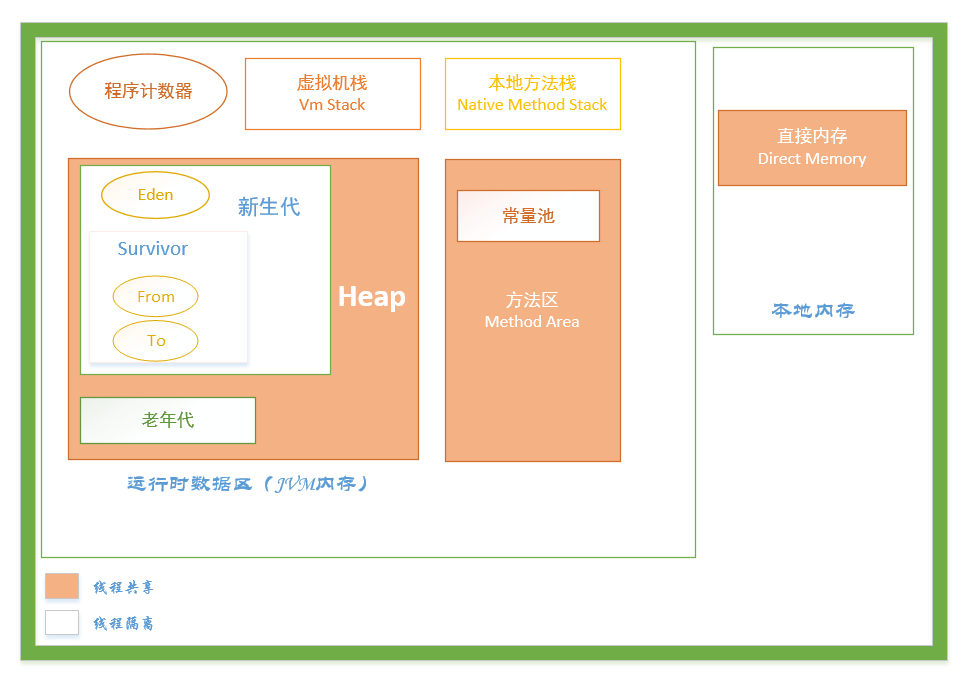 程序计数器
虚拟机栈
Vm Stack
本地方法栈
Native Method Stack
直接内存
Direct Memory
Eden
新生代
Survivor
From
To
Heap
老年代
常量池
方法区
Method Area
本地内存
运行时数据区（JVM内存）
线程共享
线程隔离